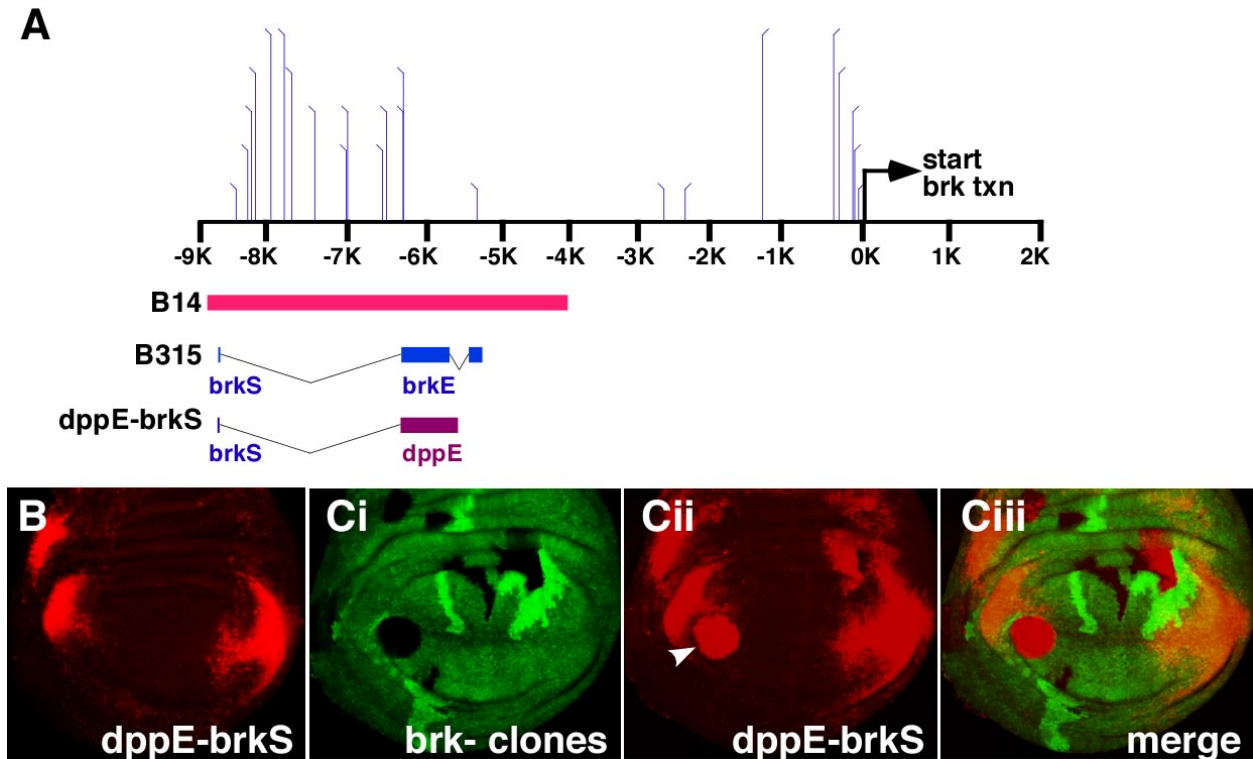 A
start
brk txn
-9K -8K -7K -6K -5K -4K -3K -2K -1K 0K 1K 2K
B14
B315
brkS brkE
dppE-brkS
brkS dppE
B Ci Cii Ciii
dppE-brkS brk- clones dppE-brkS merge